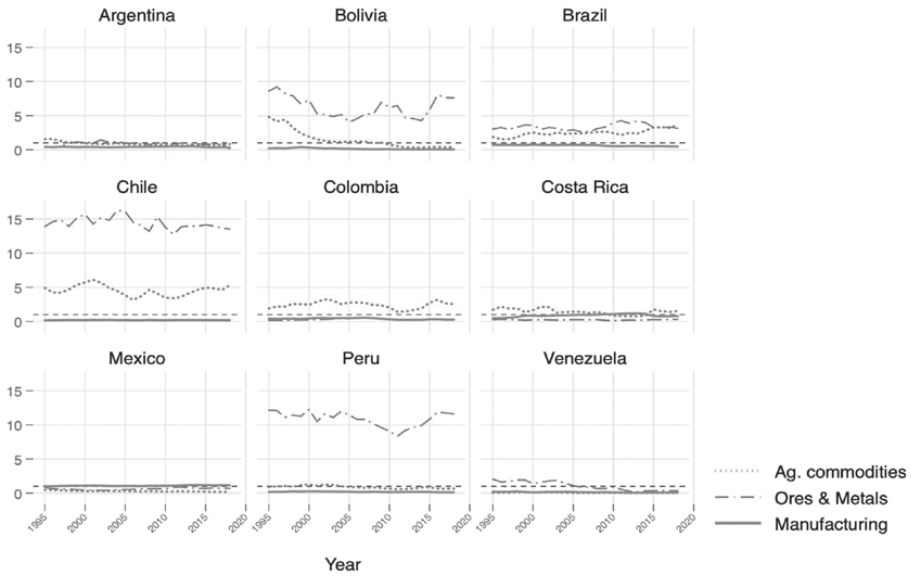 Argentina Bolivia Brazil
15
10
5
0
Chile Colombia Costa Rica
15
10
5
0
Mexico Peru Venezuela
15
10
5
0
1995 2000 2005 2010 2015 2020 1995 2000 2005 2010 2015 2020 1995 2000 2005 2010 2015 2020
Year
Ag. commodities
Ores & Metals
Manufacturing